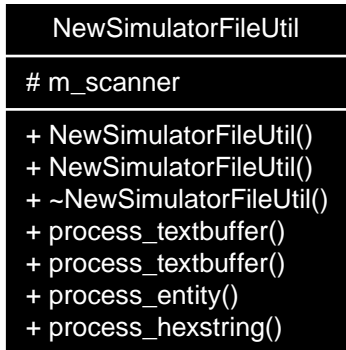 NewSimulatorFileUtil
# m_scanner
+ NewSimulatorFileUtil()
+ NewSimulatorFileUtil()
+ ~NewSimulatorFileUtil()
+ process_textbuffer()
+ process_textbuffer()
+ process_entity()
+ process_hexstring()